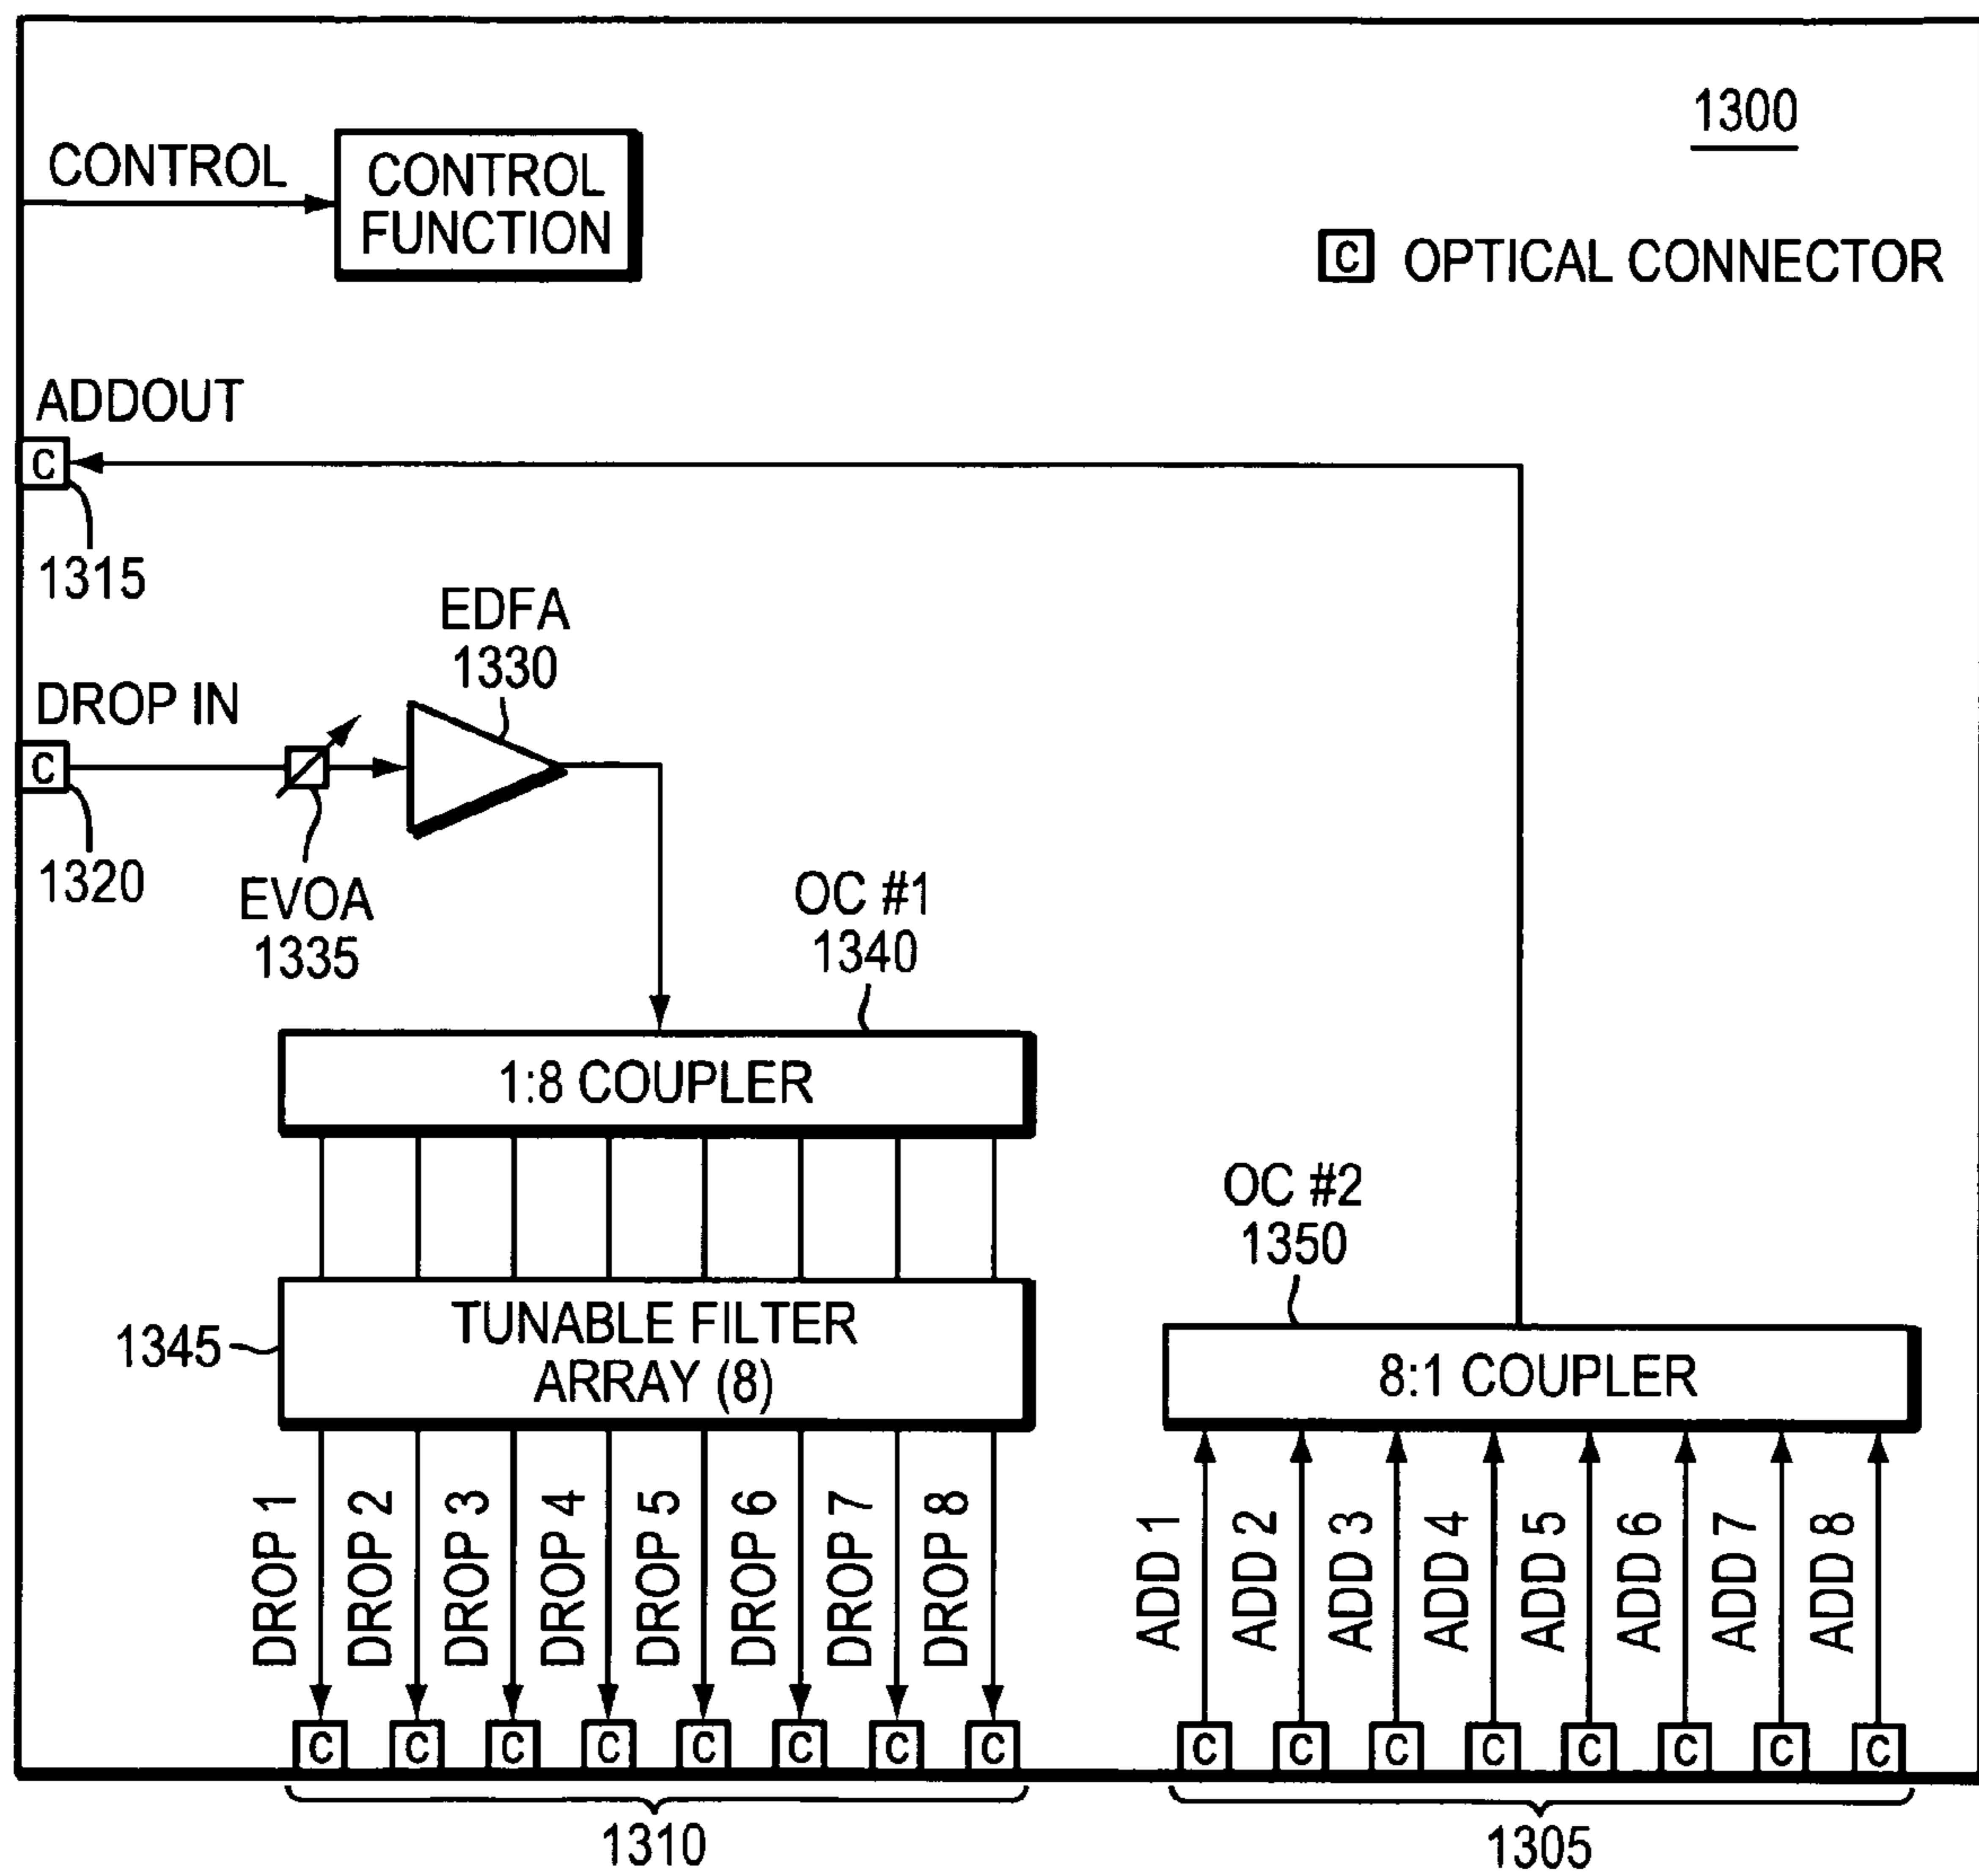 1300
CONTROL
CONTROL
FUNCTION
C OPTICAL CONNECTOR
ADDOUT
C
1315
EDFA
1330
DROP IN
C
1320
EVOA
1335
OC #1
1340
1:8 COUPLER
OC #2
1350
1345
TUNABLE FILTER
ARRAY (8)
8:1 COUPLER
DROP 1
DROP 2
DROP 3
DROP 4
DROP 5
DROP 6
DROP 7
DROP 8
ADD 1
ADD 2
ADD 3
ADD 4
ADD 5
ADD 6
ADD 7
ADD 8
C C C C C C C C
C C C C C C C C
1310
1305